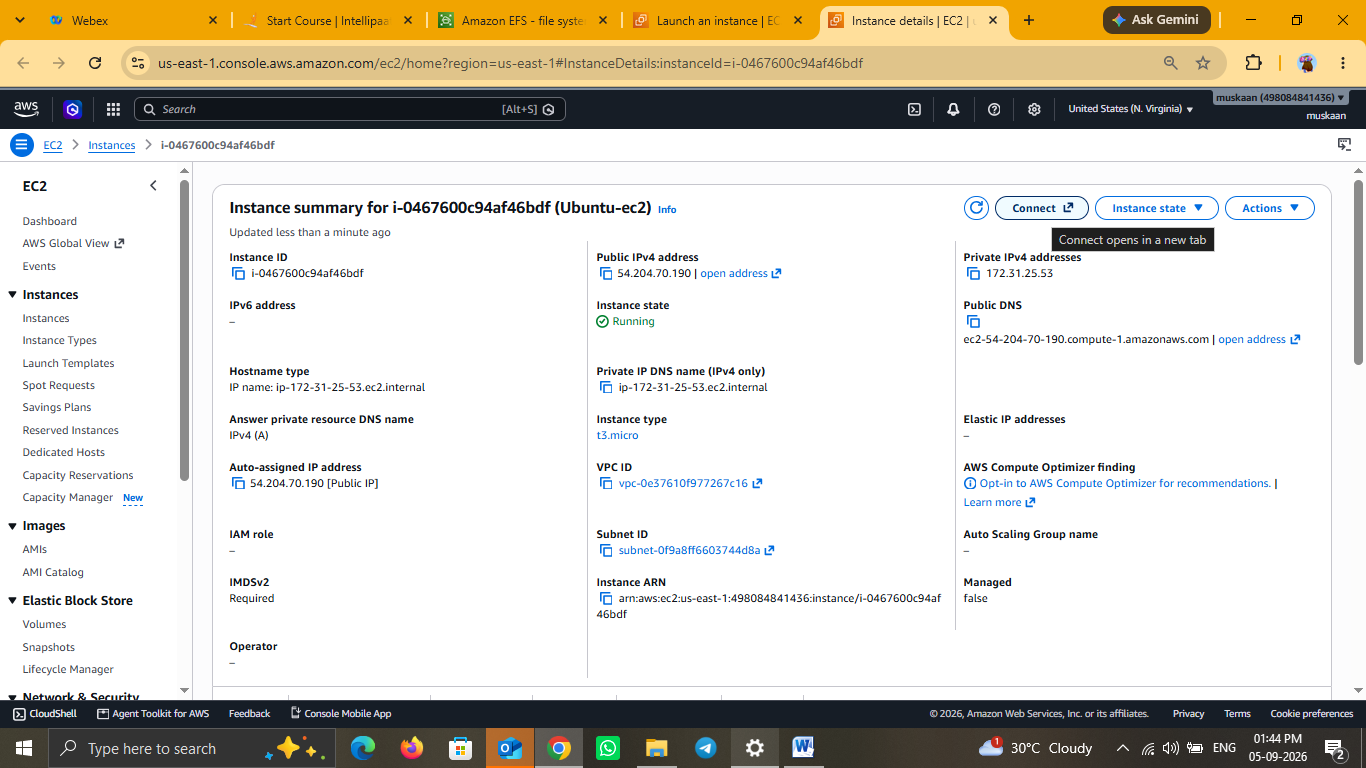 Webex
Start Course | Intellipaa
Amazon EFS - file syste
Launch an instance | EC
Instance details | EC2 | u
Ask Gemini
us-east-1.console.aws.amazon.com/ec2/home?region=us-east-1#InstanceDetails:instanceId=i-0467600c94af46bdf
aws
Search
[Alt+S]
United States (N. Virginia)
muskaan (498084841436)
muskaan
EC2
Instances
i-0467600c94af46bdf
EC2
Dashboard
AWS Global View
Events
Instances
Instances
Instance Types
Launch Templates
Spot Requests
Savings Plans
Reserved Instances
Dedicated Hosts
Capacity Reservations
Capacity Manager New
Images
AMIs
AMI Catalog
Elastic Block Store
Volumes
Snapshots
Lifecycle Manager
Network & Security
Instance summary for i-0467600c94af46bdf (Ubuntu-ec2) Info
Updated less than a minute ago
Connect
Instance state
Actions
Connect opens in a new tab
Instance ID
i-0467600c94af46bdf
Public IPv4 address
54.204.70.190 | open address
Private IPv4 addresses
172.31.25.53
IPv6 address
–
Instance state
Running
Public DNS
ec2-54-204-70-190.compute-1.amazonaws.com | open address
Hostname type
IP name: ip-172-31-25-53.ec2.internal
Private IP DNS name (IPv4 only)
ip-172-31-25-53.ec2.internal
Answer private resource DNS name
IPv4 (A)
Instance type
t3.micro
Elastic IP addresses
–
Auto-assigned IP address
54.204.70.190 [Public IP]
VPC ID
vpc-0e37610f977267c16
AWS Compute Optimizer finding
Opt-in to AWS Compute Optimizer for recommendations. |
Learn more
IAM role
–
Subnet ID
subnet-0f9a8ff6603744d8a
Auto Scaling Group name
–
IMDSv2
Required
Instance ARN
arn:aws:ec2:us-east-1:498084841436:instance/i-0467600c94af
46bdf
Managed
false
Operator
–
CloudShell
Agent Toolkit for AWS
Feedback
Console Mobile App
© 2026, Amazon Web Services, Inc. or its affiliates.
Privacy
Terms
Cookie preferences
Type here to search
1
30°C Cloudy
ENG
01:44 PM
05-09-2026
2